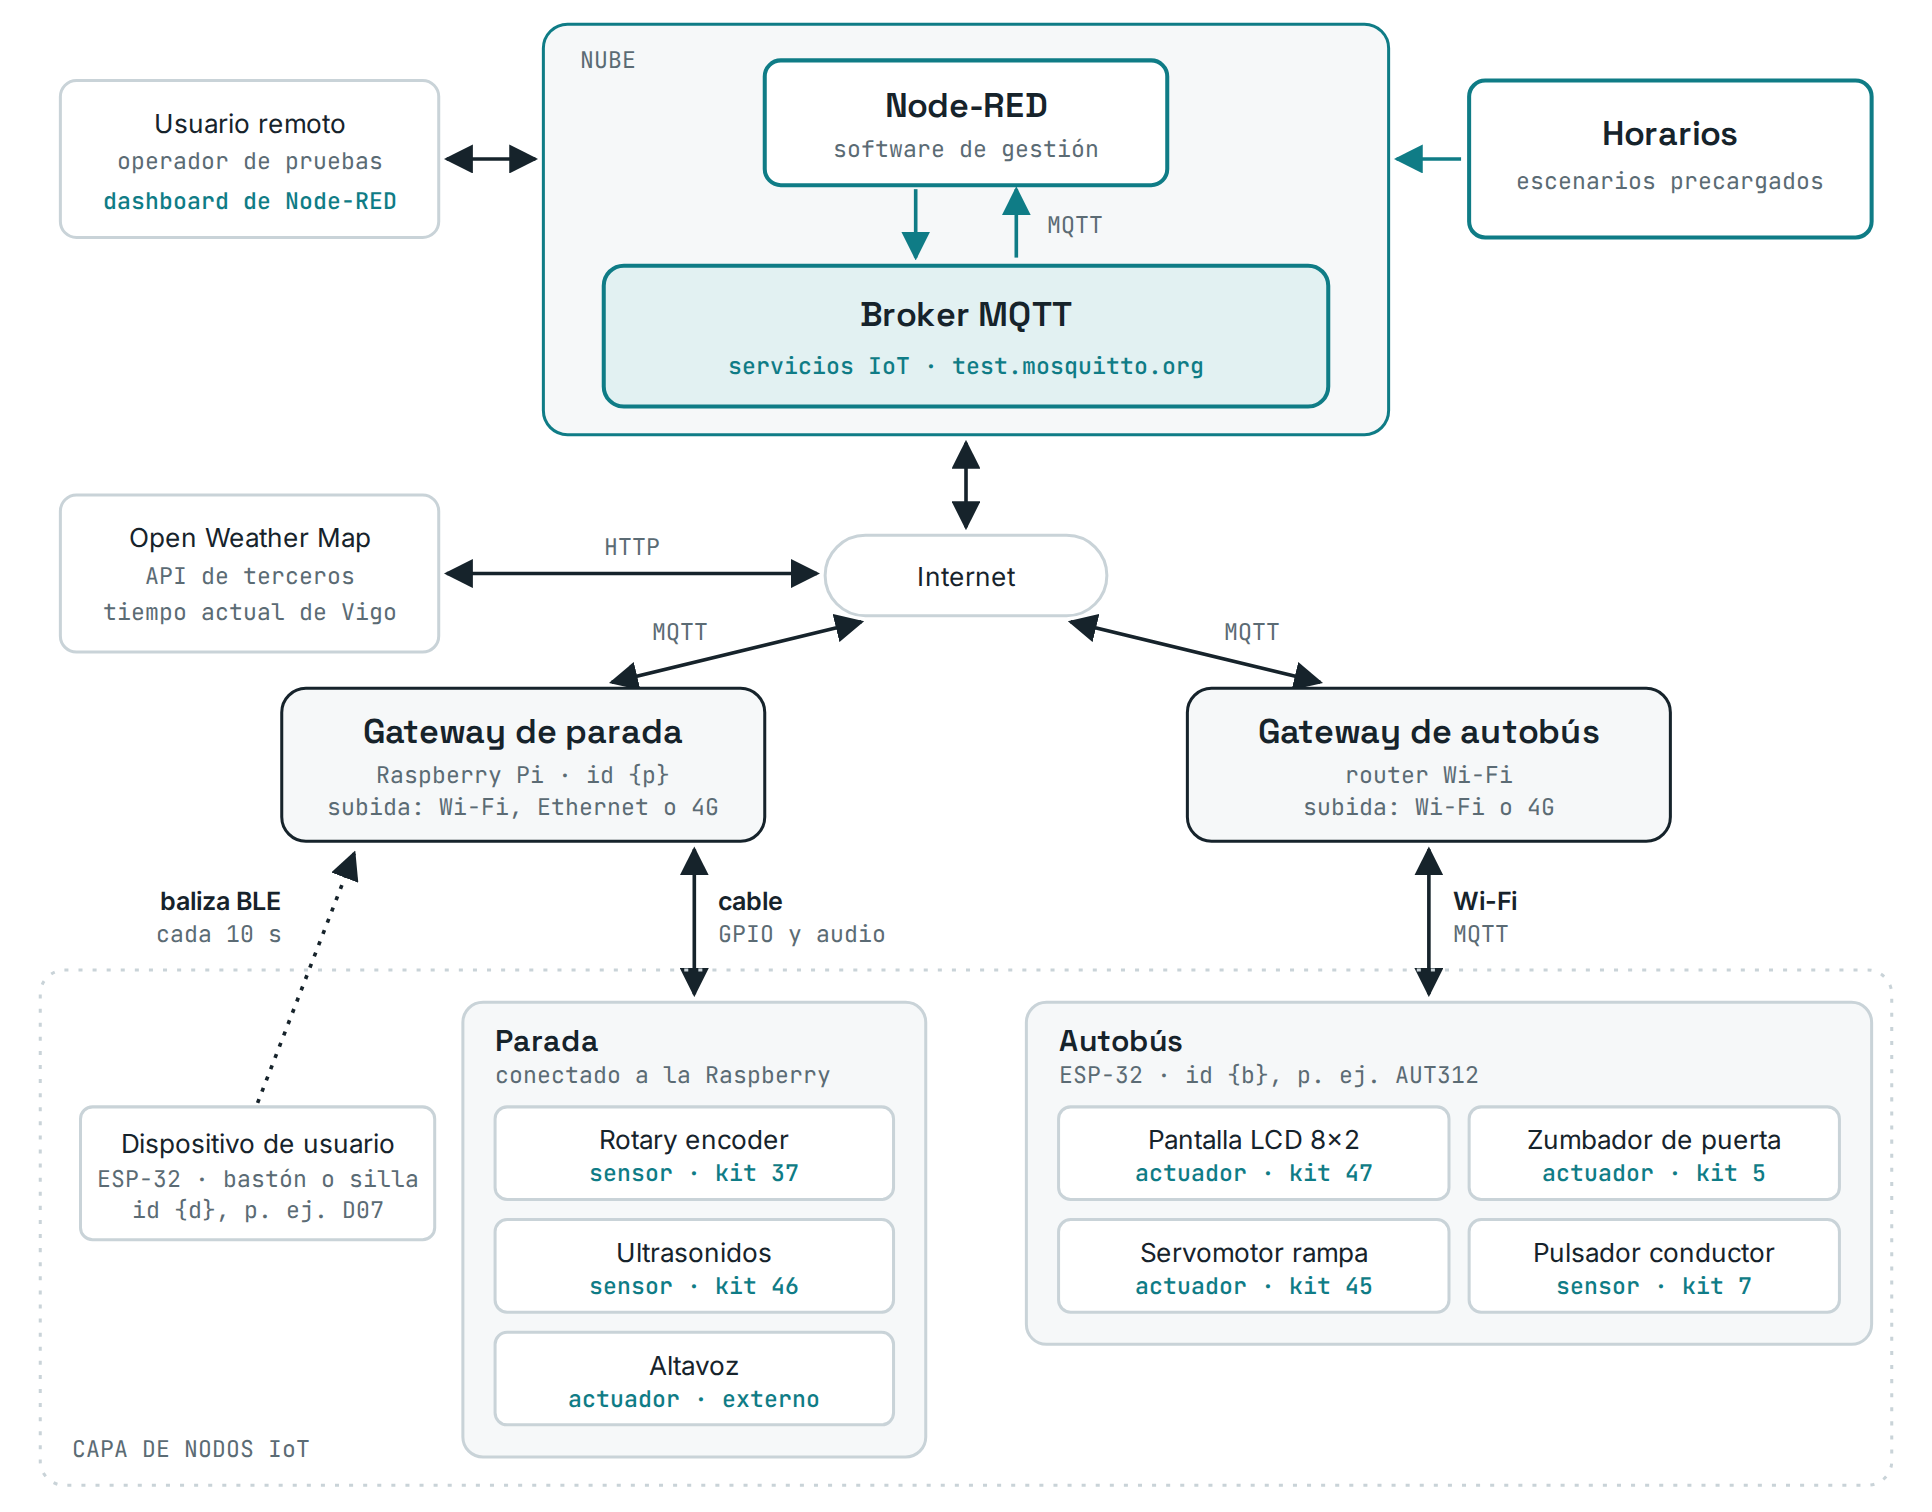 NUBE
Node-RED
software de gestión
Usuario remoto
operador de pruebas
dashboard de Node-RED
Horarios
escenarios precargados
MQTT
Broker MQTT
servicios IoT · test.mosquitto.org
Open Weather Map
API de terceros
tiempo actual de Vigo
HTTP
Internet
MQTT
MQTT
Gateway de parada
Raspberry Pi · id {p}
subida: Wi-Fi, Ethernet o 4G
Gateway de autobús
router Wi-Fi
subida: Wi-Fi o 4G
baliza BLE
cada 10 s
cable
GPIO y audio
Wi-Fi
MQTT
Dispositivo de usuario
ESP-32 · bastón o silla
id {d}, p. ej. D07
Parada
conectado a la Raspberry
Rotary encoder
sensor · kit 37
Ultrasonidos
sensor · kit 46
Altavoz
actuador · externo
Autobús
ESP-32 · id {b}, p. ej. AUT312
Pantalla LCD 8×2
actuador · kit 47
Zumbador de puerta
actuador · kit 5
Servomotor rampa
actuador · kit 45
Pulsador conductor
sensor · kit 7
CAPA DE NODOS IoT